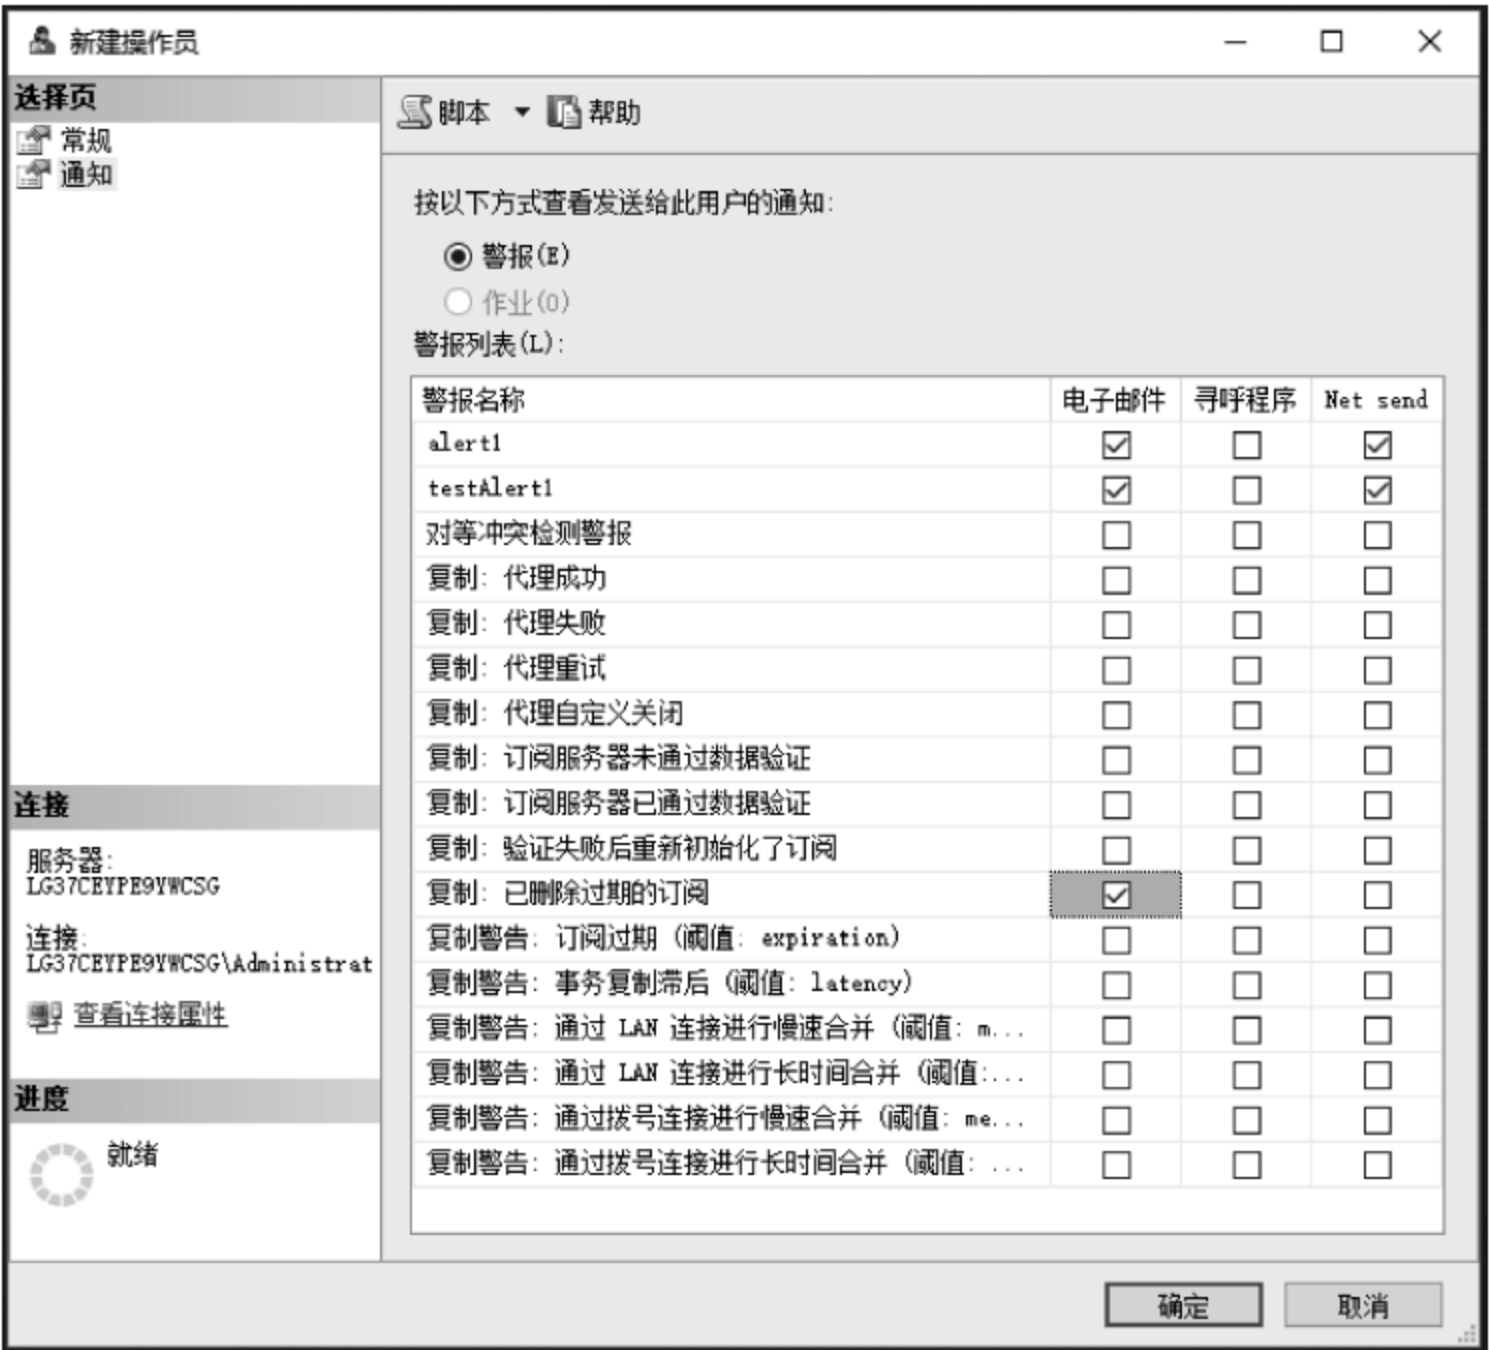 新建操作员
选择页
常规
通知
脚本 帮助
按以下方式查看发送给此用户的通知:
警报(E)
作业(O)
警报列表(L):
警报名称 电子邮件 寻呼程序 Net send
alert1
testAlert1
对等冲突检测警报
复制: 代理成功
复制: 代理失败
复制: 代理重试
复制: 代理自定义关闭
复制: 订阅服务器未通过数据验证
复制: 订阅服务器已通过数据验证
复制: 验证失败后重新初始化了订阅
复制: 已删除过期的订阅
复制警告: 订阅过期 (阈值: expiration)
复制警告: 事务复制滞后 (阈值: latency)
复制警告: 通过 LAN 连接进行慢速合并 (阈值: m...
复制警告: 通过 LAN 连接进行长时间合并 (阈值:...
复制警告: 通过拨号连接进行慢速合并 (阈值: me...
复制警告: 通过拨号连接进行长时间合并 (阈值: ...
连接
服务器:
LG37CEYPE9YWCSG
连接:
LG37CEYPE9YWCSG\Administrat
查看连接属性
进度
就绪
确定 取消